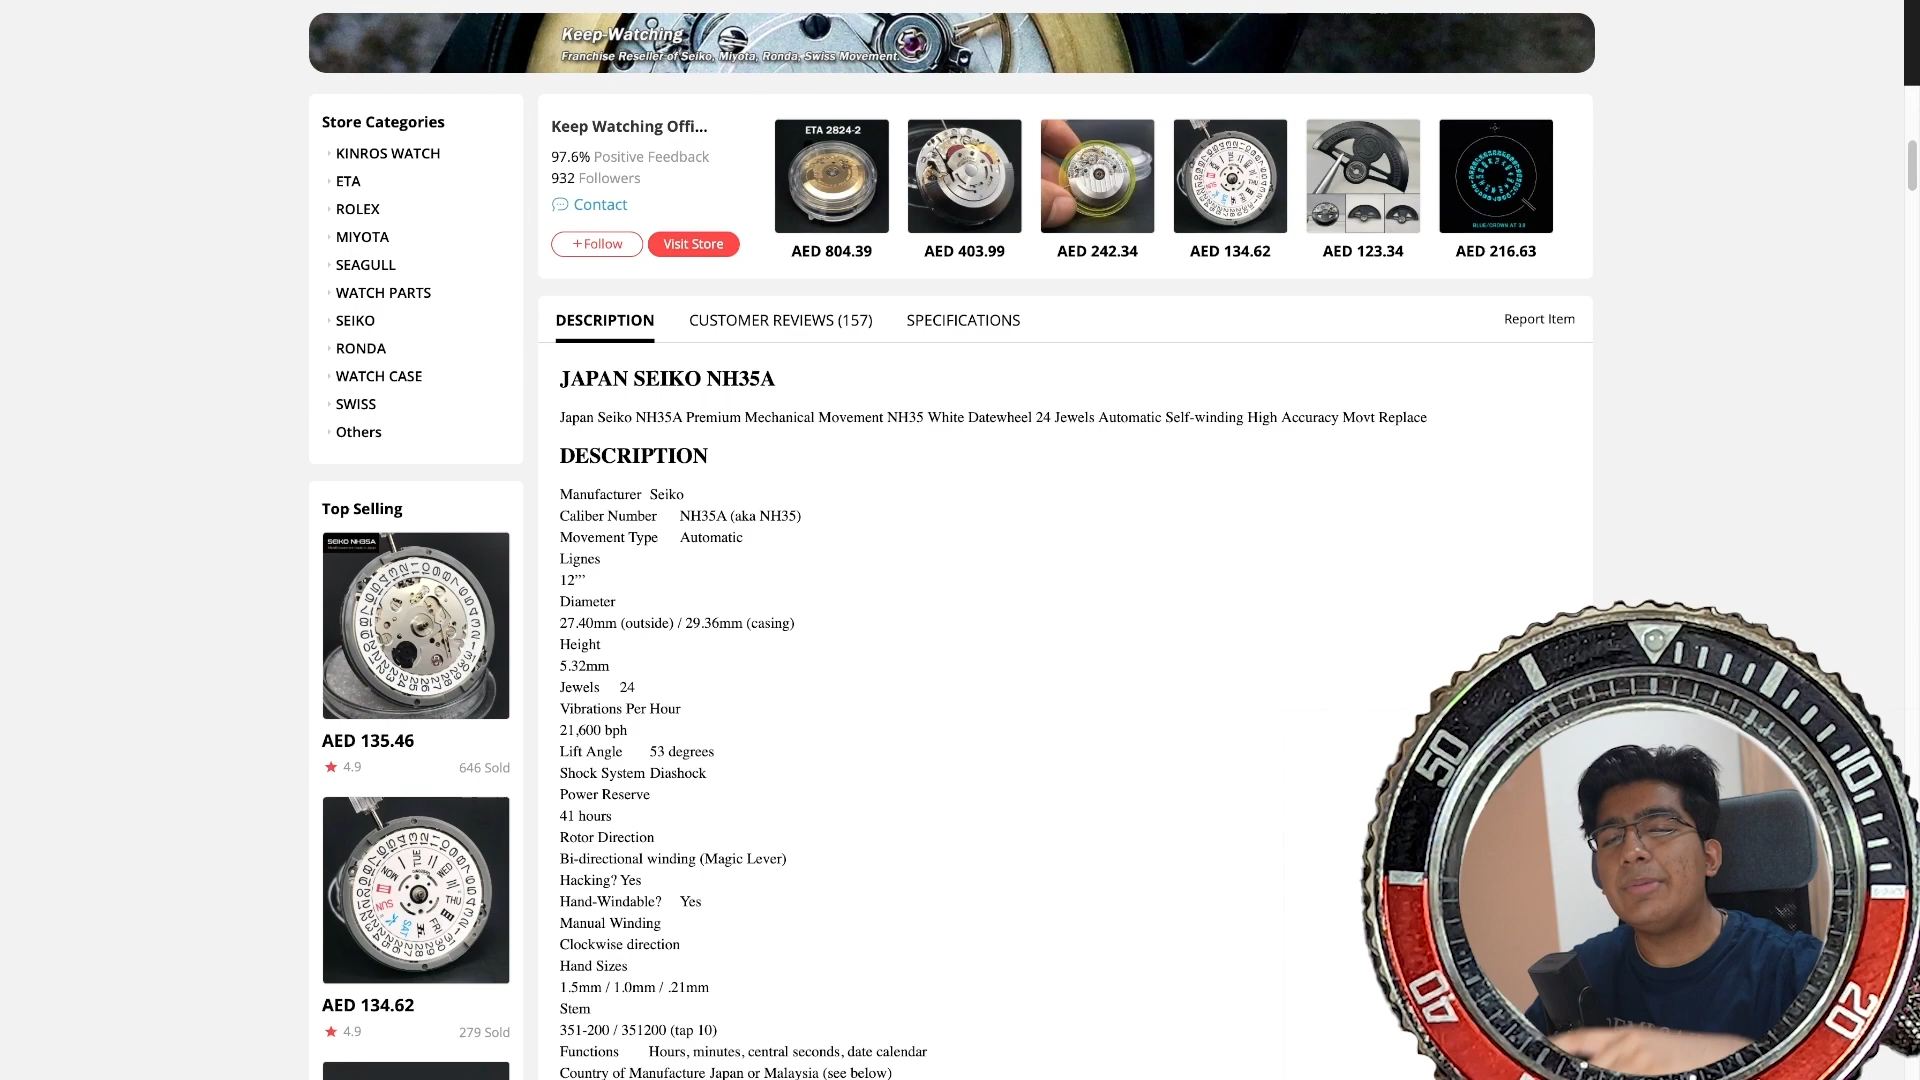 Keep-Watching
Franchise Reseller of Seiko, Miyota, Ronda, Swiss Movement.
Store Categories
KINROS WATCH
ETA
ROLEX
MIYOTA
SEAGULL
WATCH PARTS
SEIKO
RONDA
WATCH CASE
SWISS
Others
Top Selling
SEIKO NH35A
AED 135.46
4.9
646 Sold
MON TUE WED THU FRI SAT SUN
AED 134.62
4.9
279 Sold
Keep Watching Offi...
97.6% Positive Feedback
932 Followers
Contact
+Follow
Visit Store
ETA 2824-2
AED 804.39
AED 403.99
AED 242.34
AED 134.62
AED 123.34
BLUE/CROWN AT 3.8
AED 216.63
DESCRIPTION
CUSTOMER REVIEWS (157)
SPECIFICATIONS
Report Item
JAPAN SEIKO NH35A
Japan Seiko NH35A Premium Mechanical Movement NH35 White Datewheel 24 Jewels Automatic Self-winding High Accuracy Movt Replace
DESCRIPTION
Manufacturer Seiko
Caliber Number NH35A (aka NH35)
Movement Type Automatic
Lignes
12”’
Diameter
27.40mm (outside) / 29.36mm (casing)
Height
5.32mm
Jewels 24
Vibrations Per Hour
21,600 bph
Lift Angle 53 degrees
Shock System Diashock
Power Reserve
41 hours
Rotor Direction
Bi-directional winding (Magic Lever)
Hacking? Yes
Hand-Windable? Yes
Manual Winding
Clockwise direction
Hand Sizes
1.5mm / 1.0mm / .21mm
Stem
351-200 / 351200 (tap 10)
Functions Hours, minutes, central seconds, date calendar
Country of Manufacture Japan or Malaysia (see below)
50
10
40
20